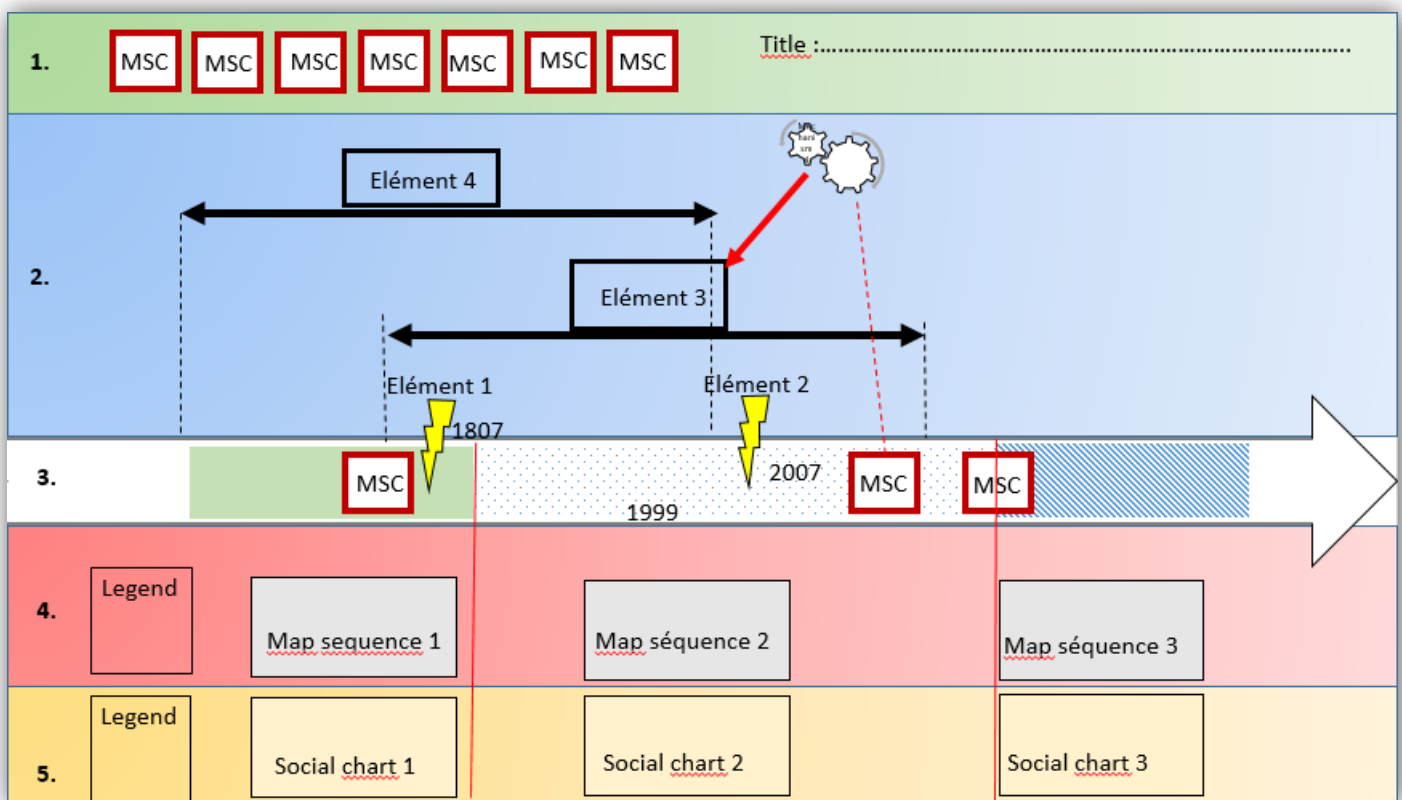 1.
MSC MSC MSC MSC MSC MSC MSC
Title :……………………………………………………………………………..
2.
Elément 4
Elément 3
Elément 1
Elément 2
1807
3.
MSC
2007
MSC
MSC
1999
4.
Legend
Map sequence 1
Map séquence 2
Map séquence 3
5.
Legend
Social chart 1
Social chart 2
Social chart 3